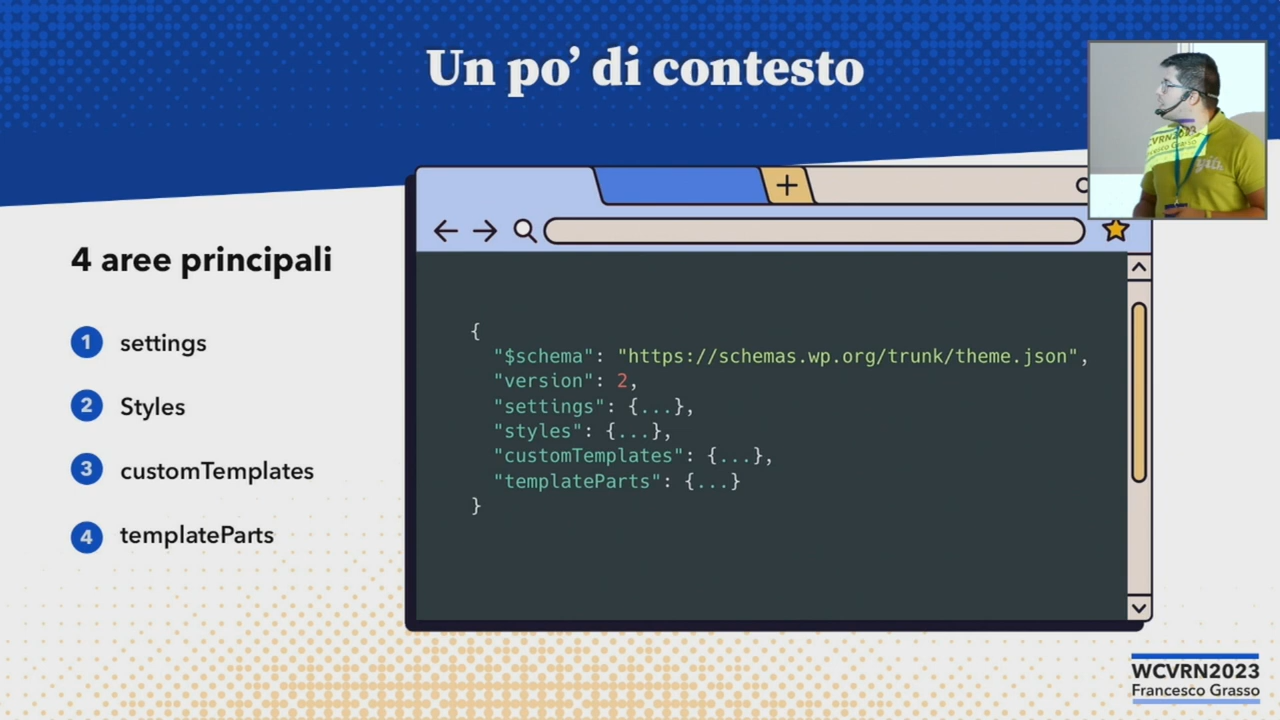 Un po’ di contesto
4 aree principali
1 settings
2 Styles
3 customTemplates
4 templateParts
{
"$schema": "https://schemas.wp.org/trunk/theme.json",
"version": 2,
"settings": {...},
"styles": {...},
"customTemplates": {...},
"templateParts": {...}
}
WCVRN2023
Francesco Grasso